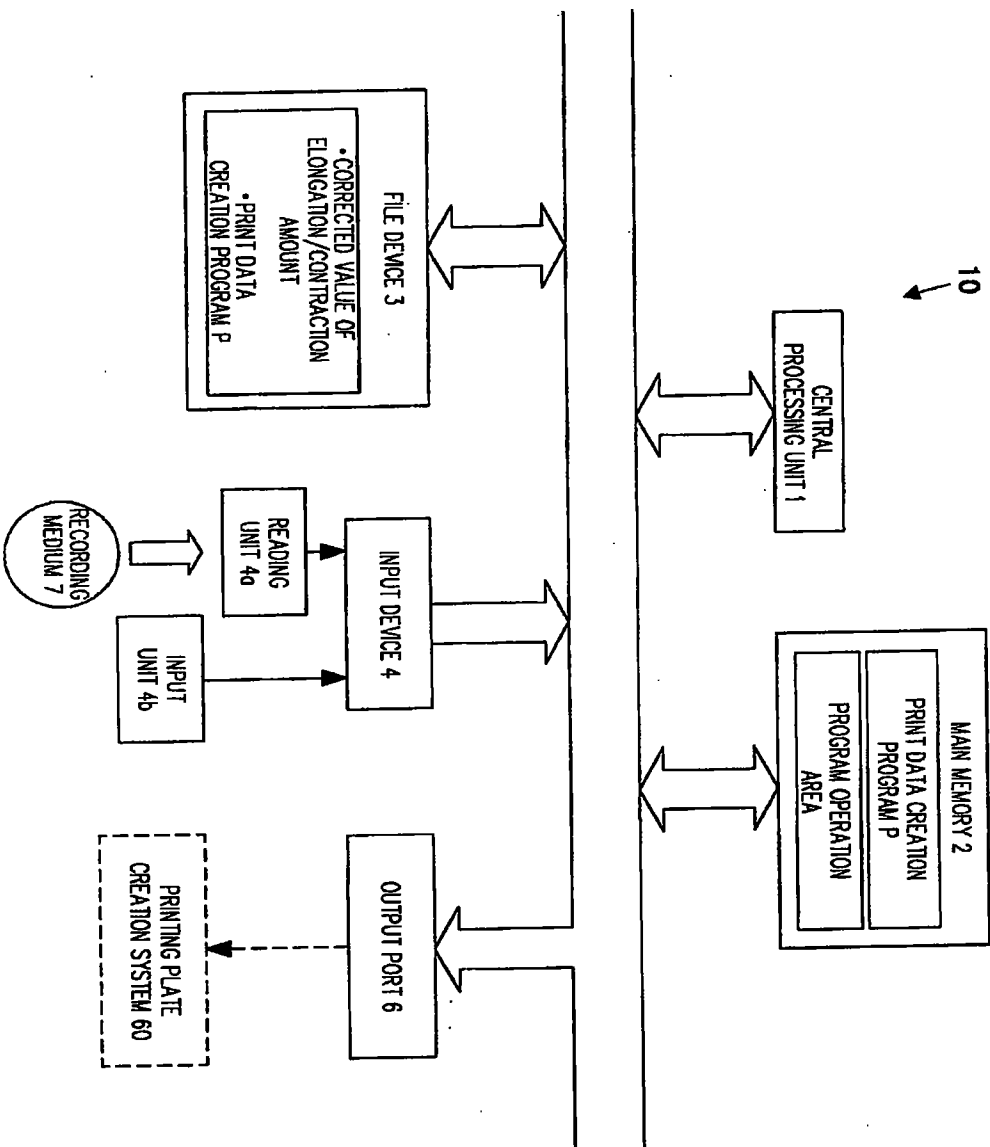 10
CENTRAL
PROCESSING UNIT 1
MAIN MEMORY 2
PRINT DATA CREATION
PROGRAM P
PROGRAM OPERATION
AREA
FILE DEVICE 3
•CORRECTED VALUE OF
ELONGATION/CONTRACTION
AMOUNT
•PRINT DATA
CREATION PROGRAM P
INPUT DEVICE 4
READING
UNIT 4a
RECORDING
MEDIUM 7
INPUT
UNIT 4b
OUTPUT PORT 6
PRINTING PLATE
CREATION SYSTEM 60